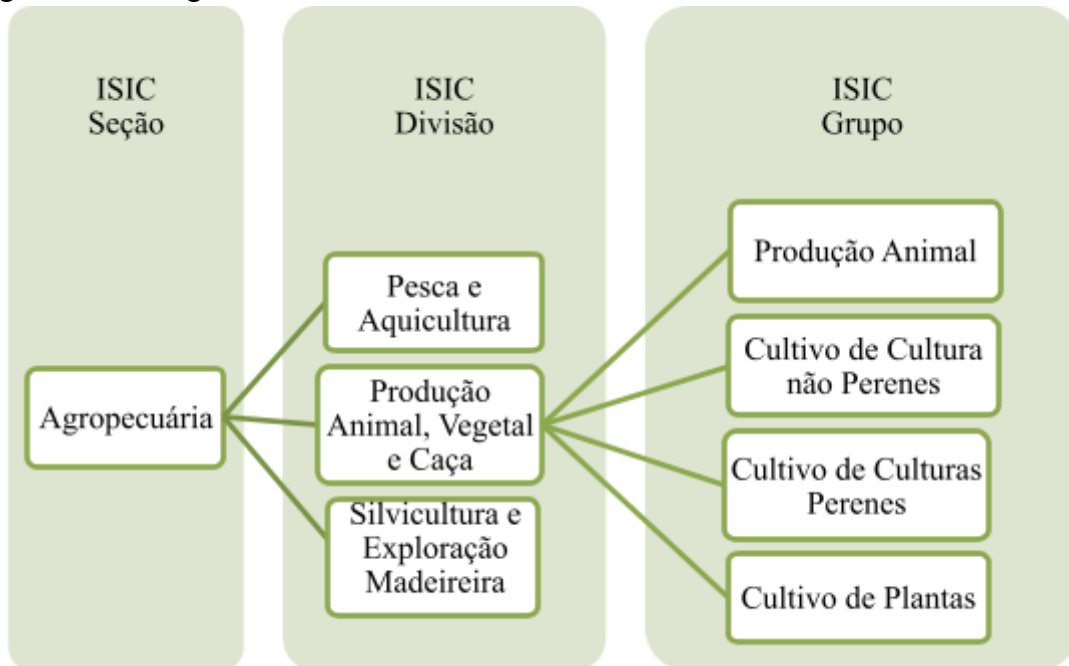 ISIC
Seção
ISIC
Divisão
ISIC
Grupo
Agropecuária
Pesca e
Aquicultura
Produção
Animal, Vegetal
e Caça
Silvicultura e
Exploração
Madeireira
Produção Animal
Cultivo de Cultura
não Perenes
Cultivo de Culturas
Perenes
Cultivo de Plantas